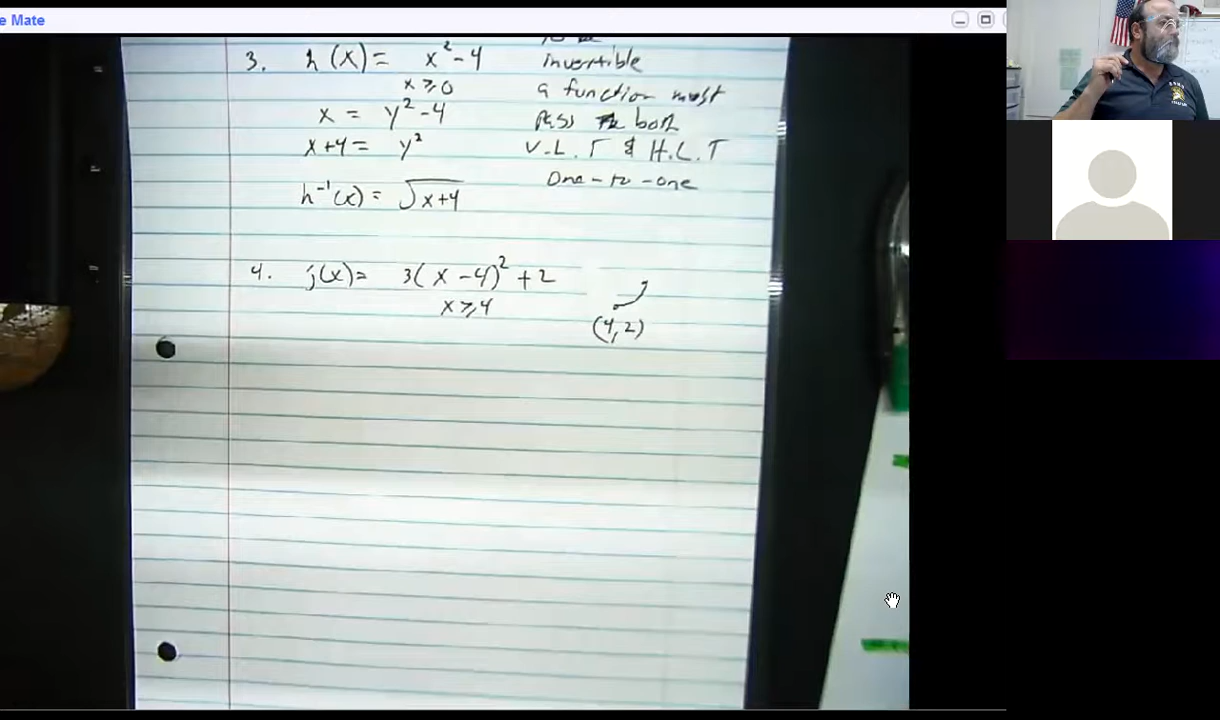 e Mate
3. h(x) = x²-4
x ≥ 0
x = y²-4
x+4 = y²
h⁻¹(x) = √x+4
invertible
a function must
pass both
V.L.T & H.L.T
One-to-one
4. j(x) = 3(x-4)²+2
x ≥ 4
(4,2)